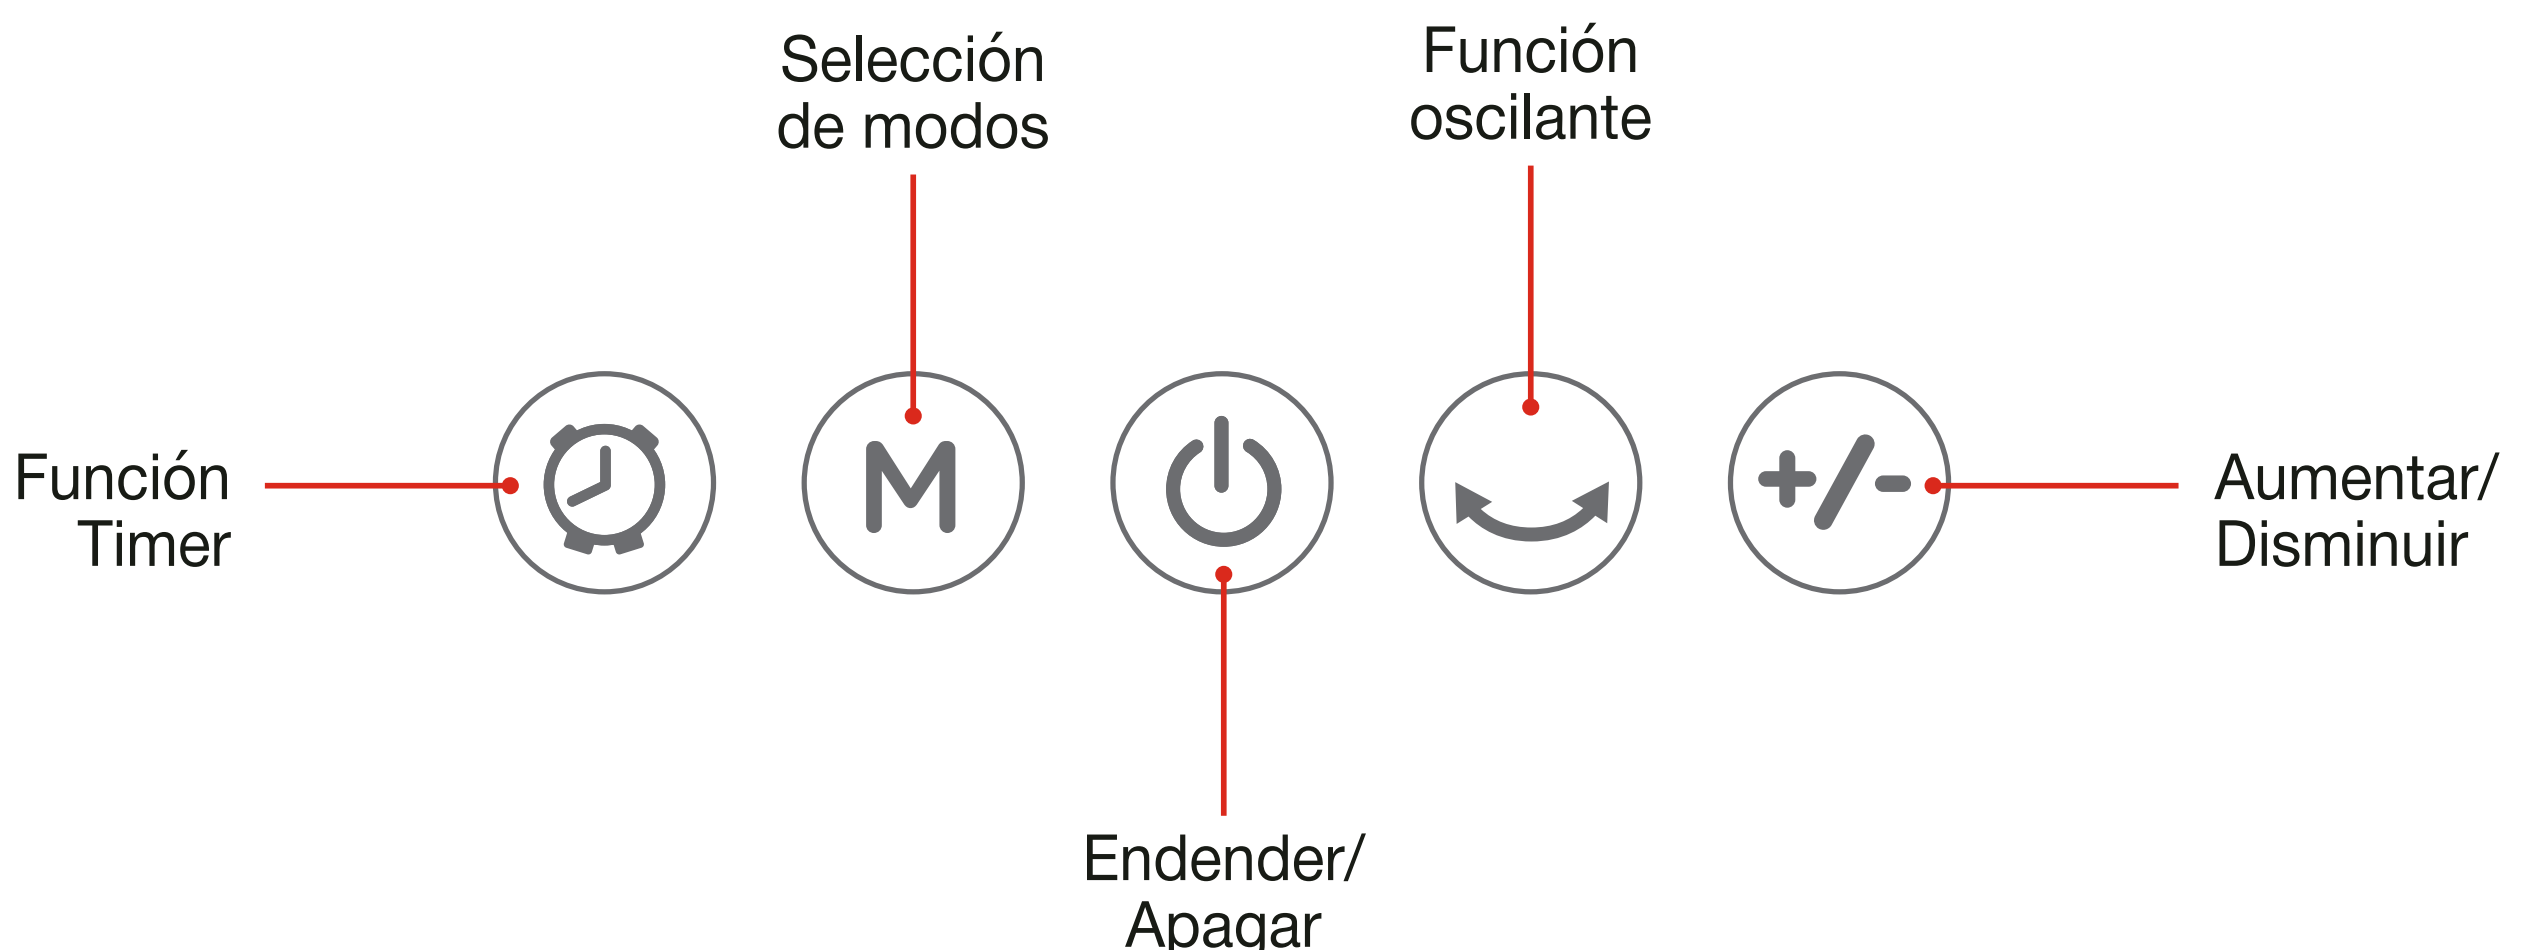 Selección
de modos
Función
oscilante
Función
Timer
M
+/-
Aumentar/
Disminuir
Endender/
Apagar